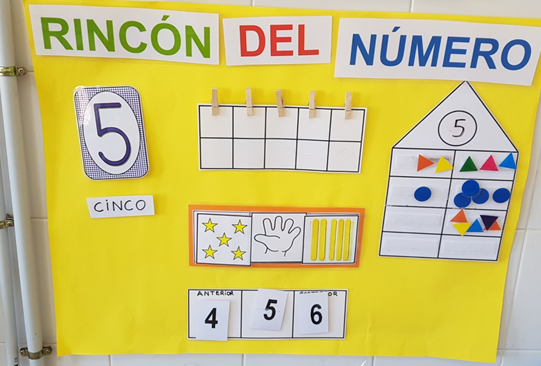 RINCÓN DEL NÚMERO
5
5
CINCO
ANTERIOR
4 5 6